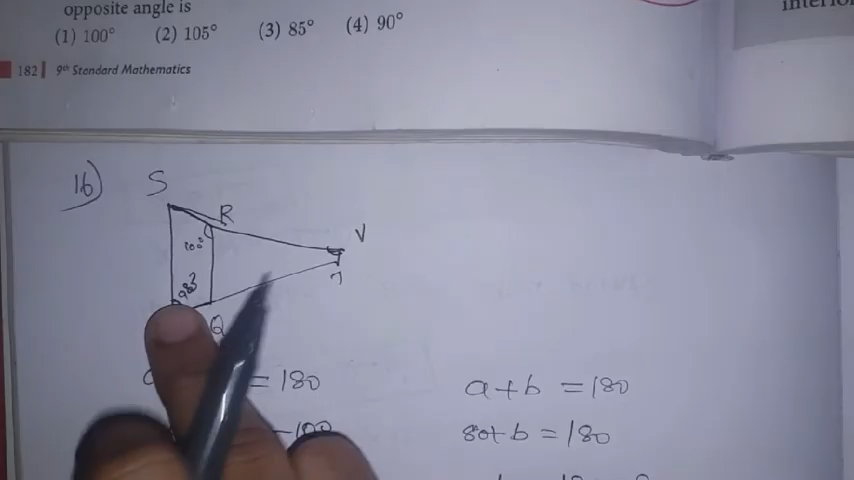 opposite angle is
(1) 100° (2) 105° (3) 85° (4) 90°
182 9th Standard Mathematics
16)
S
R
V
100°
Q
= 180
a + b = 180
- 100
80 + b = 180